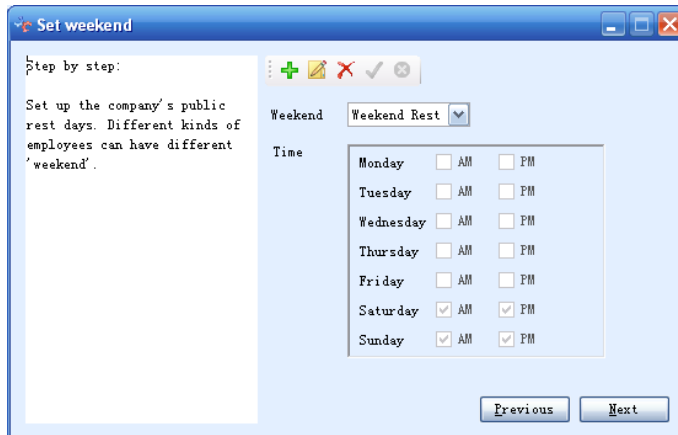 Set weekend
Step by step:
Set up the company's public
rest days. Different kinds of
employees can have different
'weekend'.
Weekend Weekend Rest
Time
Monday AM PM
Tuesday AM PM
Wednesday AM PM
Thursday AM PM
Friday AM PM
Saturday AM PM
Sunday AM PM
Previous Next